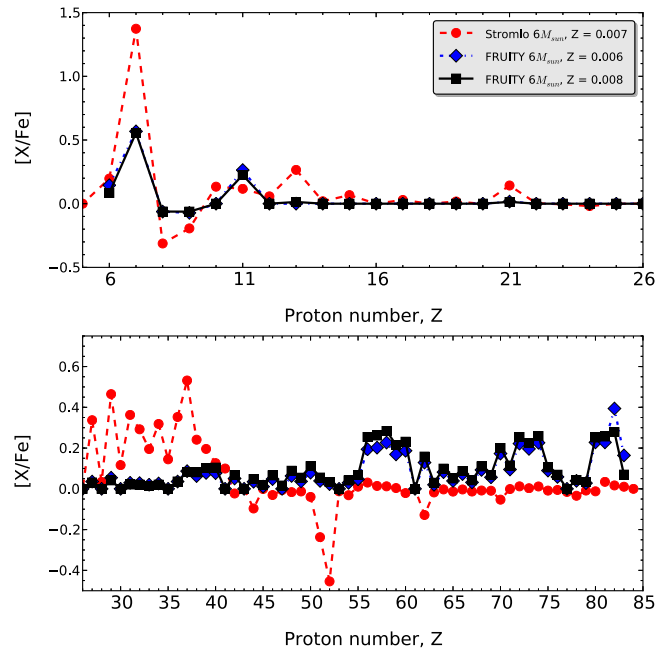 1.5
1.0
0.5
0.0
−0.5
[X/Fe]
Stromlo 6M_sun, Z = 0.007
FRUITY 6M_sun, Z = 0.006
FRUITY 6M_sun, Z = 0.008
6 11 16 21 26
Proton number, Z
0.6
0.4
0.2
0.0
−0.2
−0.4
[X/Fe]
30 35 40 45 50 55 60 65 70 75 80 85
Proton number, Z